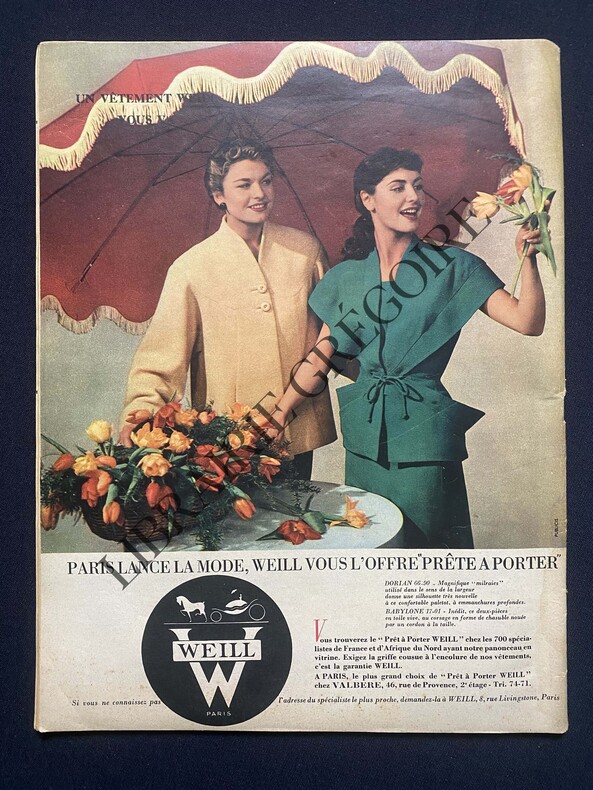 UN VÊTEMENT
VOUS
LIBRAIRIE GRÉGOIRE
PUBLICIS
PARIS LANCE LA MODE, WEILL VOUS L'OFFRE "PRÊTE A PORTER"
DORIAN 66-90 - Magnifique "milraies"
utilisé dans le sens de la largeur
donne une silhouette très nouvelle
à ce confortable paletot, à emmanchures profondes.
BABYLONE 17-01 - Inédit, ce deux-pièces
en toile vive, au corsage en forme de chasuble nouée
par un cordon à la taille.
WEILL
W
PARIS
Vous trouverez le "Prêt à Porter WEILL" chez les 700 spécia-
listes de France et d'Afrique du Nord ayant notre panonceau en
vitrine. Exigez la griffe cousue à l'encolure de nos vêtements,
c'est la garantie WEILL.
A PARIS, le plus grand choix de "Prêt à Porter WEILL"
chez VALBERE, 46, rue de Provence, 2e étage - Tri. 74-71.
Si vous ne connaissez pas l'adresse du spécialiste le plus proche, demandez-la à WEILL, 8, rue Livingstone, Paris